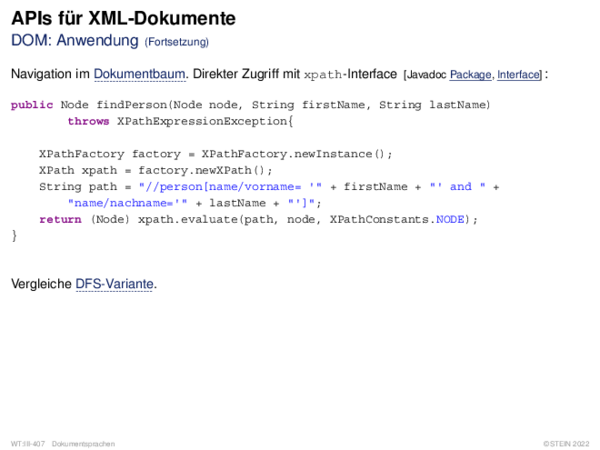 APIs für XML-Dokumente
DOM: Anwendung (Fortsetzung)
Navigation im Dokumentbaum. Direkter Zugriff mit xpath-Interface [Javadoc Package, Interface] :
public Node findPerson(Node node, String firstName, String lastName)
throws XPathExpressionException{
XPathFactory factory = XPathFactory.newInstance();
XPath xpath = factory.newXPath();
String path = "//person[name/vorname= '" + firstName + "' and " +
"name/nachname='" + lastName + "']";
return (Node) xpath.evaluate(path, node, XPathConstants.NODE);
}
Vergleiche DFS-Variante.
WT:III-407 Dokumentsprachen ©STEIN 2022